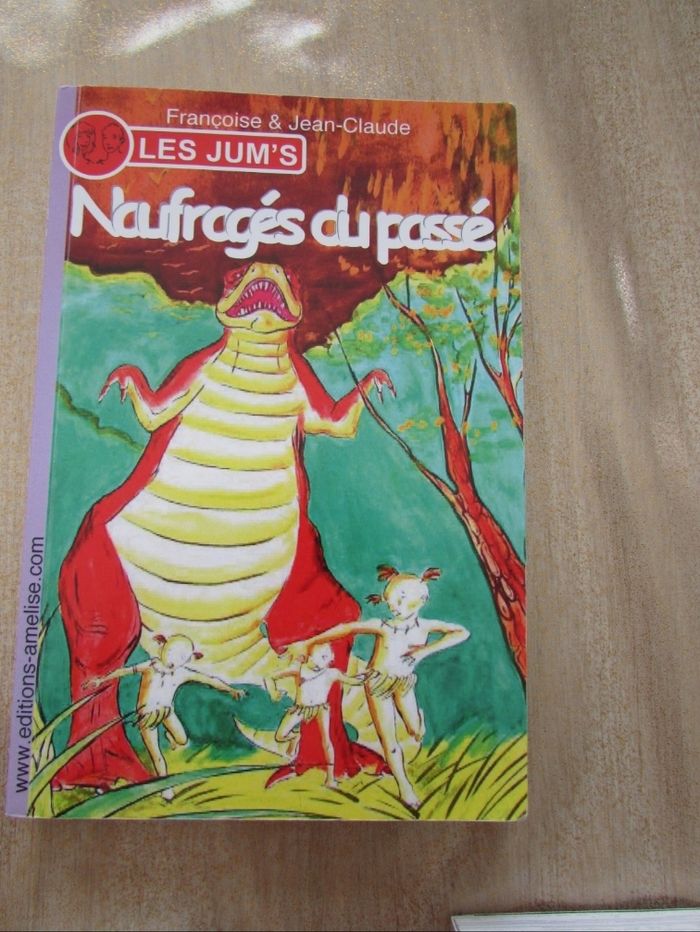 Françoise & Jean-Claude
LES JUM'S
Naufragés du passé
www.editions-amelise.com